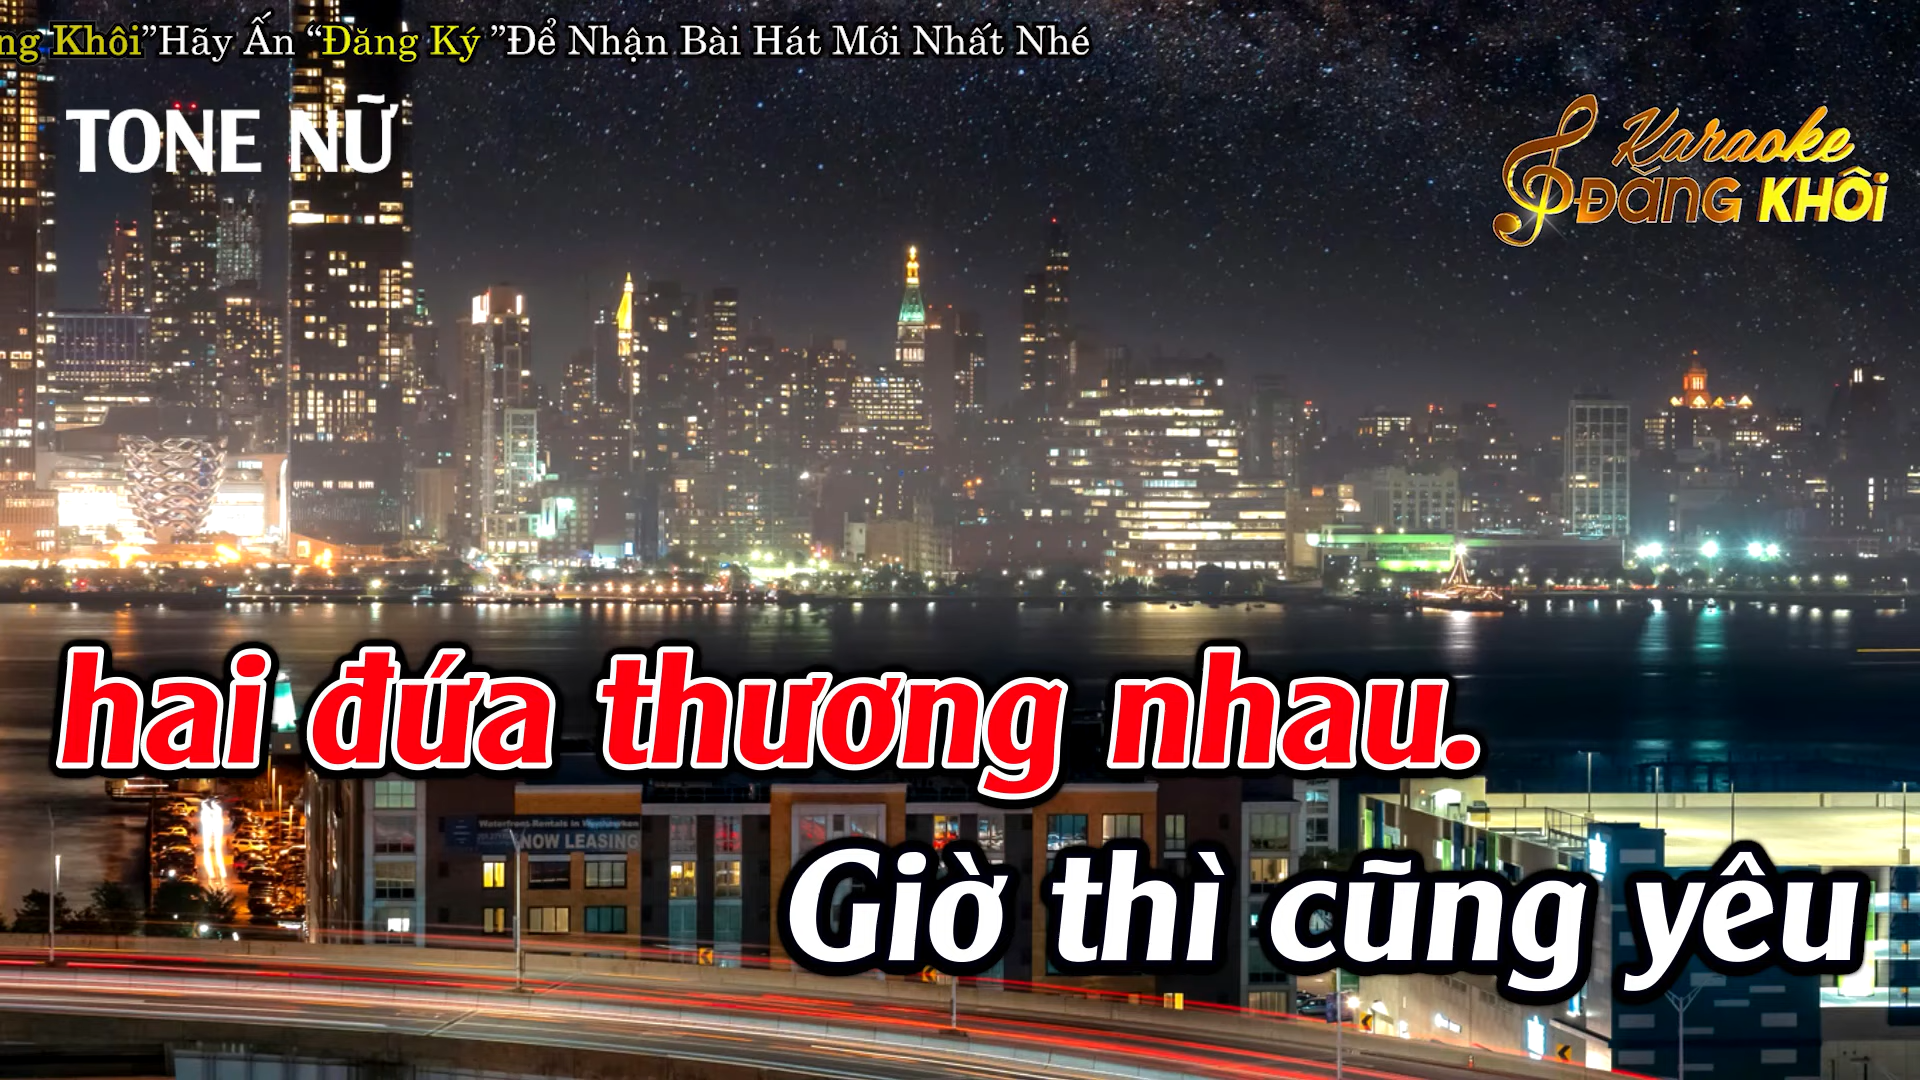 ng Khôi”Hãy Ấn “Đăng Ký ”Để Nhận Bài Hát Mới Nhất Nhé
TONE NỮ
Karaoke
ĐĂNG KHÔI
hai đứa thương nhau.
NOW LEASING
Giờ thì cũng yêu